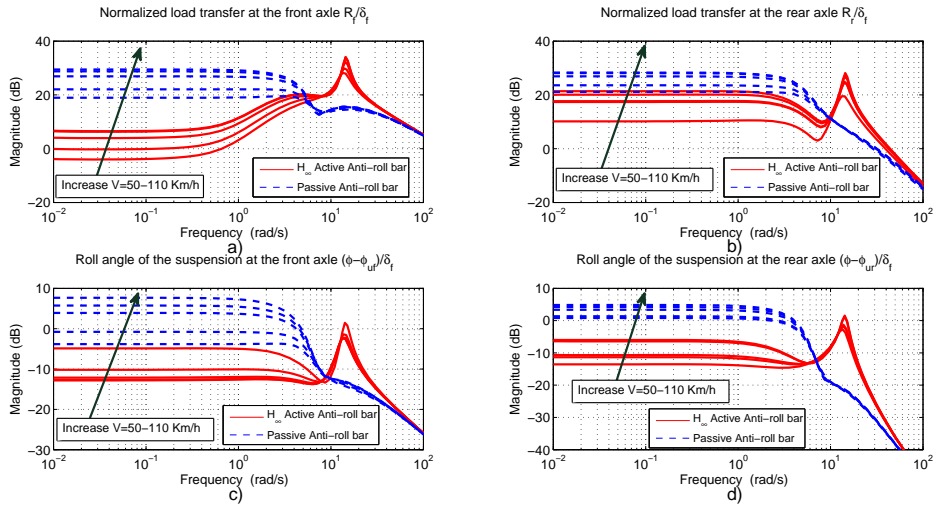 Normalized load transfer at the front axle R_f/δ_f
40
20
0
−20
Magnitude (dB)
Increase V=50−110 Km/h
H_∞ Active Anti−roll bar
Passive Anti−roll bar
10^−2
10^−1
10^0
10^1
10^2
Frequency (rad/s)
a)
Normalized load transfer at the rear axle R_r/δ_f
40
20
0
−20
Magnitude (dB)
Increase V=50−110 Km/h
H_∞ Active Anti−roll bar
Passive Anti−roll bar
10^−2
10^−1
10^0
10^1
10^2
Frequency (rad/s)
b)
Roll angle of the suspension at the front axle (ϕ−ϕ_uf)/δ_f
10
0
−10
−20
−30
Magnitude (dB)
Increase V=50−110 Km/h
H_∞ Active Anti−roll bar
Passive Anti−roll bar
10^−2
10^−1
10^0
10^1
10^2
Frequency (rad/s)
c)
Roll angle of the suspension at the rear axle (ϕ−ϕ_ur)/δ_f
10
0
−10
−20
−30
−40
Magnitude (dB)
Increase V=50−110 Km/h
H_∞ Active Anti−roll bar
Passive Anti−roll bar
10^−2
10^−1
10^0
10^1
10^2
Frequency (rad/s)
d)